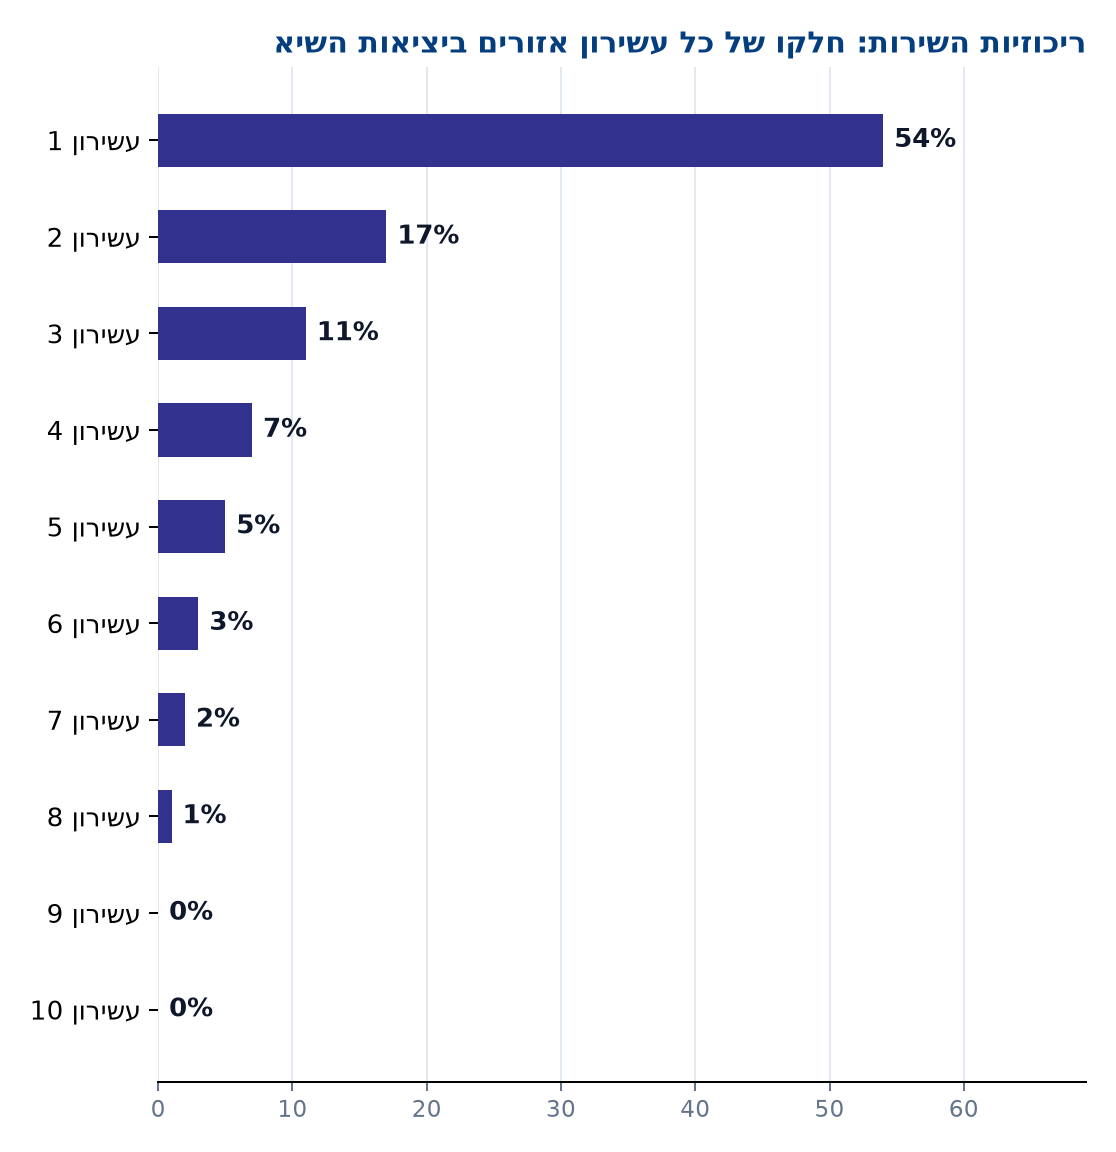 ריכוזיות השירות: חלקו של כל עשירון אזורים ביציאות השיא
עשירון 1
54%
עשירון 2
17%
עשירון 3
11%
עשירון 4
7%
עשירון 5
5%
עשירון 6
3%
עשירון 7
2%
עשירון 8
1%
עשירון 9
0%
עשירון 10
0%
0 10 20 30 40 50 60